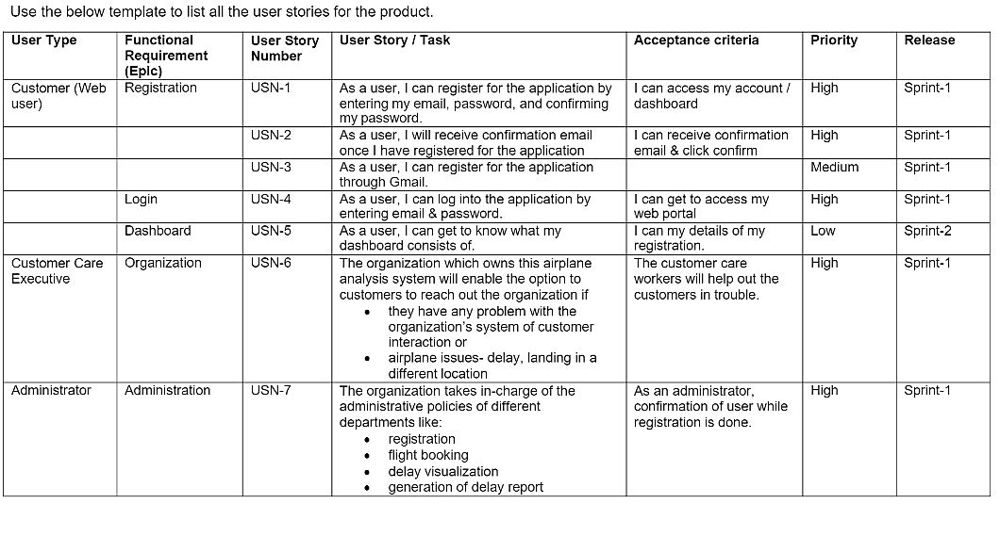 Use the below template to list all the user stories for the product.
User Type Functional Requirement (Epic) User Story Number User Story / Task Acceptance criteria Priority Release
Customer (Web user) Registration USN-1 As a user, I can register for the application by entering my email, password, and confirming my password. I can access my account / dashboard High Sprint-1
USN-2 As a user, I will receive confirmation email once I have registered for the application I can receive confirmation email & click confirm High Sprint-1
USN-3 As a user, I can register for the application through Gmail. Medium Sprint-1
Login USN-4 As a user, I can log into the application by entering email & password. I can get to access my web portal High Sprint-1
Dashboard USN-5 As a user, I can get to know what my dashboard consists of. I can my details of my registration. Low Sprint-2
Customer Care Executive Organization USN-6 The organization which owns this airplane analysis system will enable the option to customers to reach out the organization if
• they have any problem with the organization's system of customer interaction or
• airplane issues- delay, landing in a different location
The customer care workers will help out the customers in trouble. High Sprint-1
Administrator Administration USN-7 The organization takes in-charge of the administrative policies of different departments like:
• registration
• flight booking
• delay visualization
• generation of delay report
As an administrator, confirmation of user while registration is done. High Sprint-1